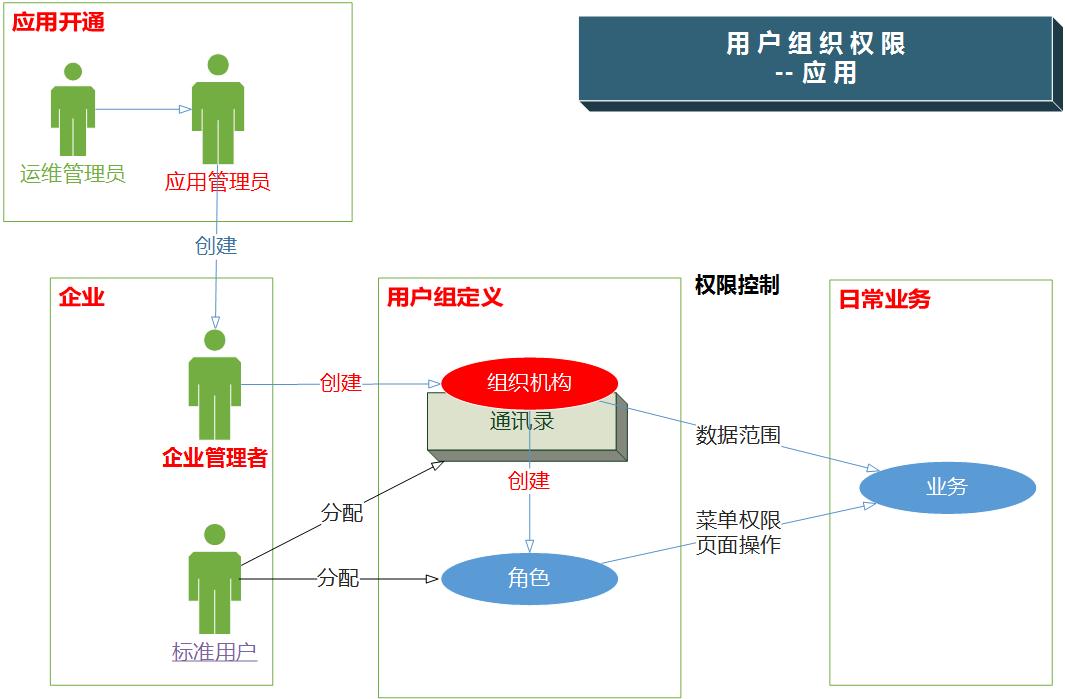 应用开通
用户组织权限
-- 应用
运维管理员
应用管理员
创建
企业
用户组定义
权限控制
日常业务
创建
组织机构
通讯录
数据范围
企业管理者
创建
业务
分配
菜单权限
页面操作
分配
角色
标准用户